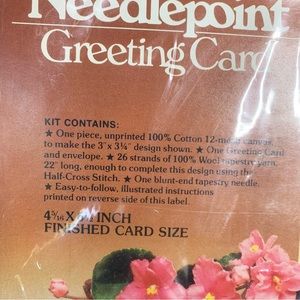 Needlepoint
Greeting Card
KIT CONTAINS:
★ One piece, unprinted 100% Cotton 12-mesh canvas,
to make the 3"x 3¼" design shown. ★ One Greeting Card
and envelope. ★ 26 strands of 100% Wool tapestry yarn,
22" long, enough to complete this design using the
Half-Cross Stitch. ★ One blunt-end tapestry needle.
★ Easy-to-follow, illustrated instructions
printed on reverse side of this label.
X INCH
FINISHED CARD SIZE